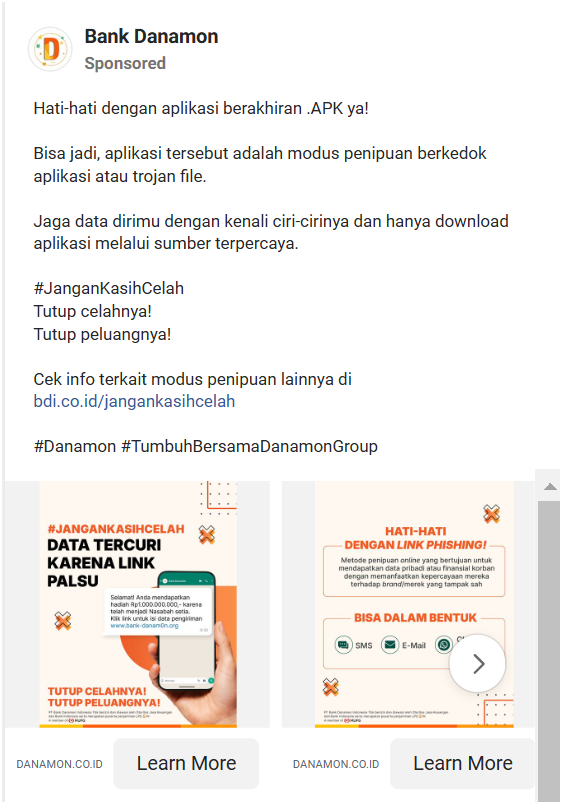 Bank Danamon
Sponsored
Hati-hati dengan aplikasi berakhiran .APK ya!
Bisa jadi, aplikasi tersebut adalah modus penipuan berkedok
aplikasi atau trojan file.
Jaga data dirimu dengan kenali ciri-cirinya dan hanya download
aplikasi melalui sumber terpercaya.
#JanganKasihCelah
Tutup celahnya!
Tutup peluangnya!
Cek info terkait modus penipuan lainnya di
bdi.co.id/jangankasihcelah
#Danamon #TumbuhBersamaDanamonGroup
#JANGANKASIHCELAH
DATA TERCURI
KARENA LINK
PALSU
Selamat! Anda mendapatkan
hadiah Rp1.000.000.000,- karena
telah menjadi Nasabah setia.
Klik link untuk isi data pengiriman
www.bank-danam0n.org
TUTUP CELAHNYA!
TUTUP PELUANGNYA!
HATI-HATI
DENGAN LINK PHISHING!
Metode penipuan online yang bertujuan untuk
mendapatkan data pribadi atau finansial korban
dengan memanfaatkan kepercayaan mereka
terhadap brand/merek yang tampak sah
BISA DALAM BENTUK
SMS
E-Mail
DANAMON.CO.ID
Learn More
DANAMON.CO.ID
Learn More